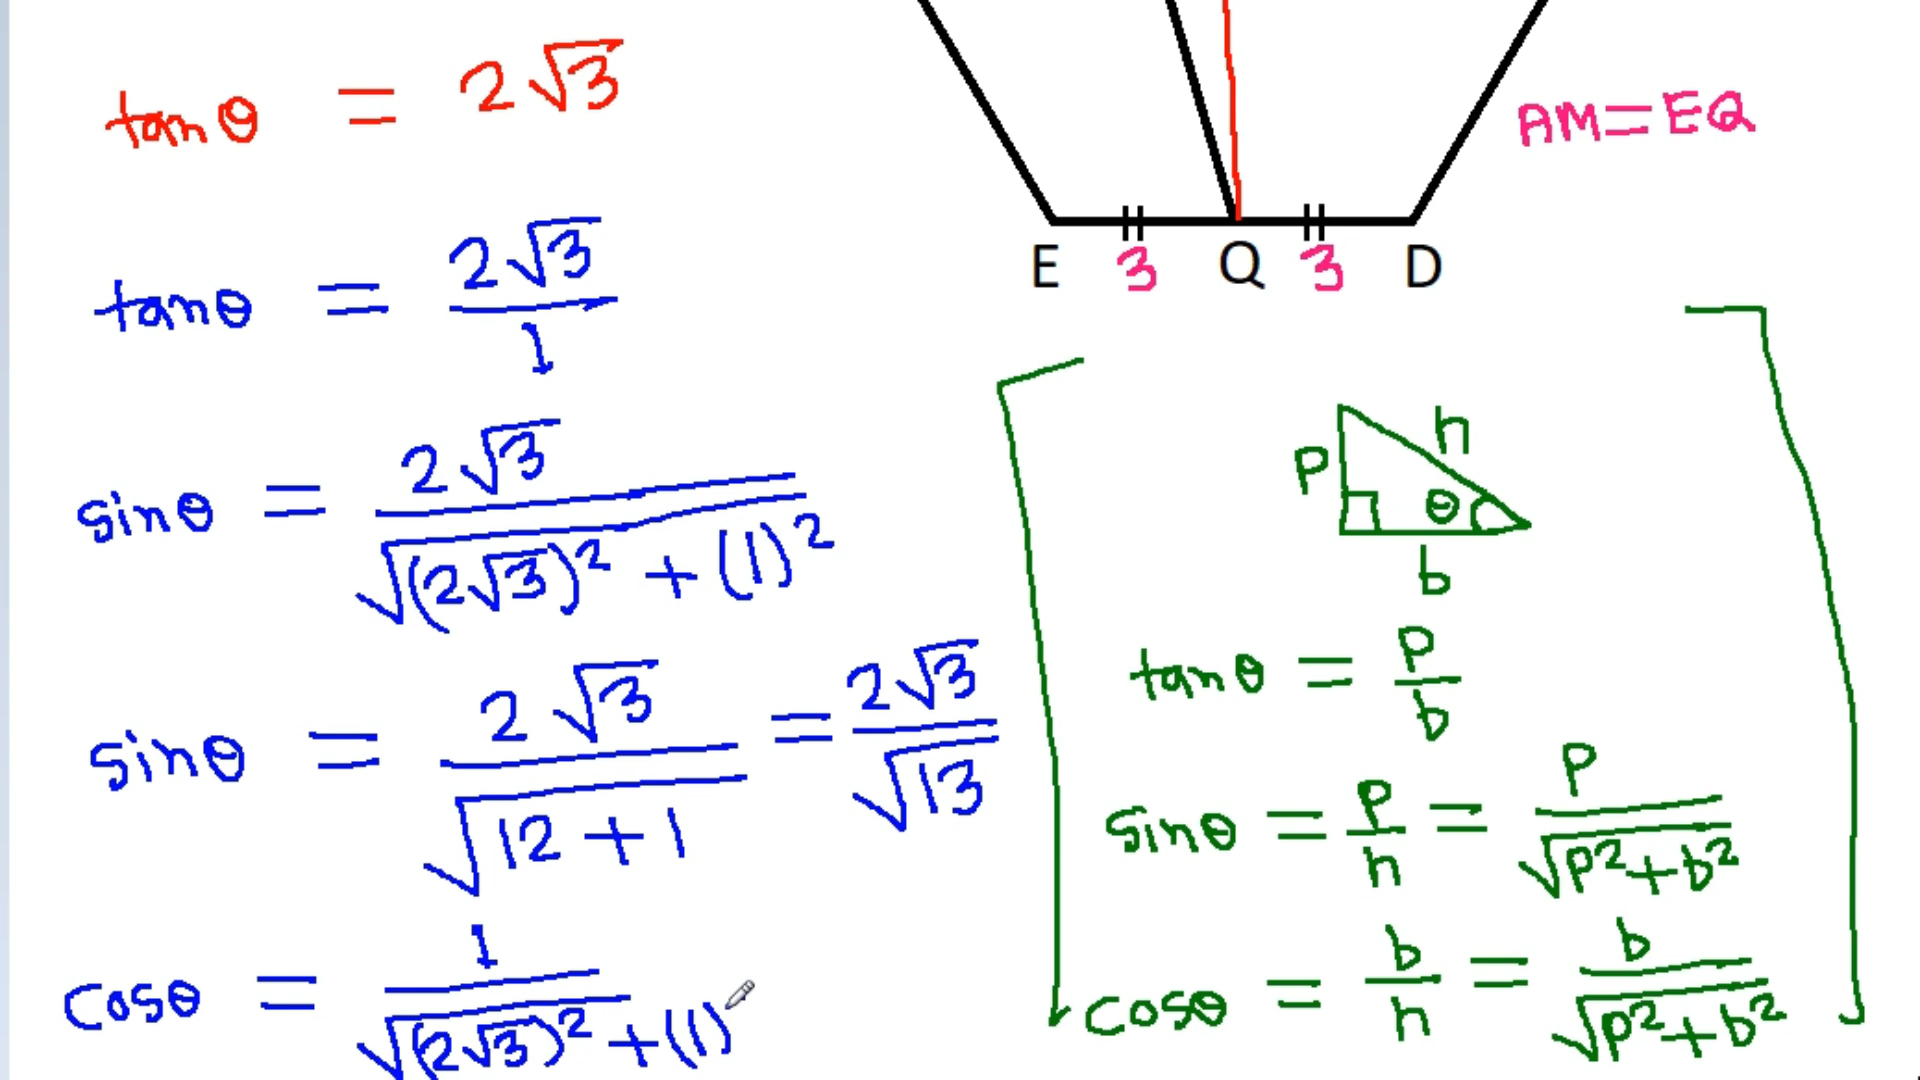 tanθ = 2√3
tanθ = 2√3/1
sinθ = 2√3/√((2√3)² + (1)²)
sinθ = 2√3/√(12 + 1) = 2√3/√13
cosθ = 1/√((2√3)² + (1)
AM = EQ
E 3 Q 3 D
h
P
θ
b
tanθ = P/b
sinθ = P/h = P/√(P² + b²)
cosθ = b/h = b/√(P² + b²)